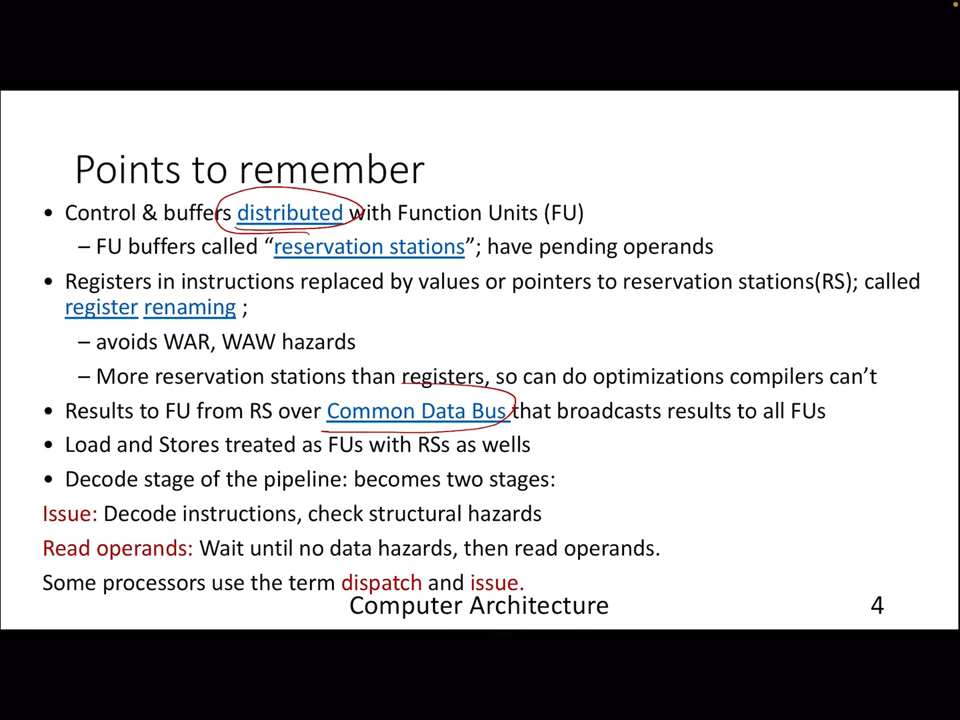 Points to remember
• Control & buffers distributed with Function Units (FU)
– FU buffers called “reservation stations”; have pending operands
• Registers in instructions replaced by values or pointers to reservation stations(RS); called
register renaming ;
– avoids WAR, WAW hazards
– More reservation stations than registers, so can do optimizations compilers can’t
• Results to FU from RS over Common Data Bus that broadcasts results to all FUs
• Load and Stores treated as FUs with RSs as wells
• Decode stage of the pipeline: becomes two stages:
Issue: Decode instructions, check structural hazards
Read operands: Wait until no data hazards, then read operands.
Some processors use the term dispatch and issue.
Computer Architecture 4